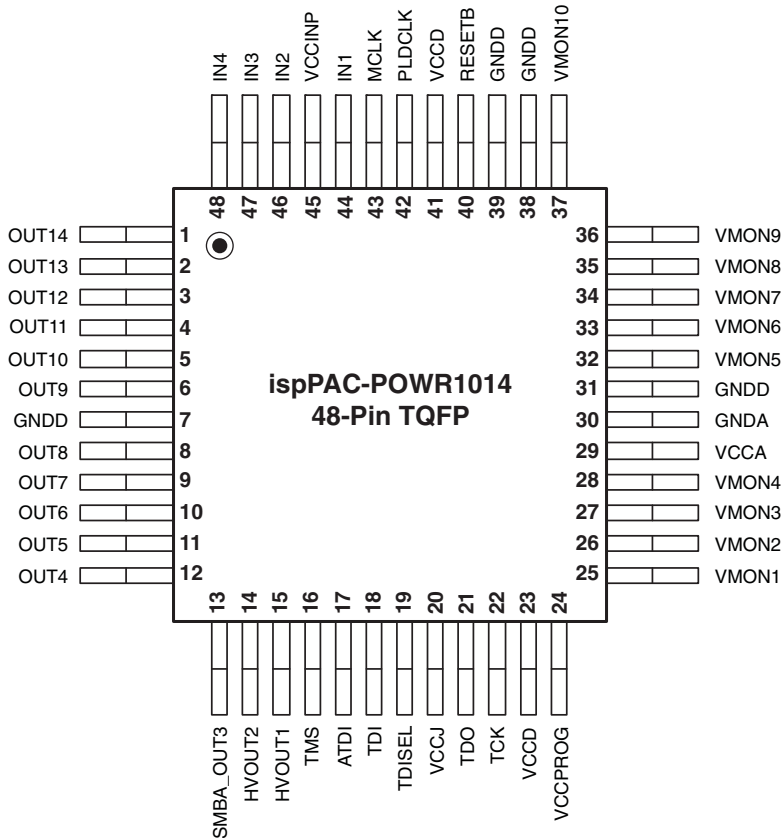 IN4
IN3
IN2
VCCINP
IN1
MCLK
PLDCLK
VCCD
RESETB
GNDD
GNDD
VMON10
48
47
46
45
44
43
42
41
40
39
38
37
OUT14 1
OUT13 2
OUT12 3
OUT11 4
OUT10 5
OUT9 6
GNDD 7
OUT8 8
OUT7 9
OUT6 10
OUT5 11
OUT4 12
ispPAC-POWR1014
48-Pin TQFP
36 VMON9
35 VMON8
34 VMON7
33 VMON6
32 VMON5
31 GNDD
30 GNDA
29 VCCA
28 VMON4
27 VMON3
26 VMON2
25 VMON1
13
14
15
16
17
18
19
20
21
22
23
24
SMBA_OUT3
HVOUT2
HVOUT1
TMS
ATDI
TDI
TDISEL
VCCJ
TDO
TCK
VCCD
VCCPROG